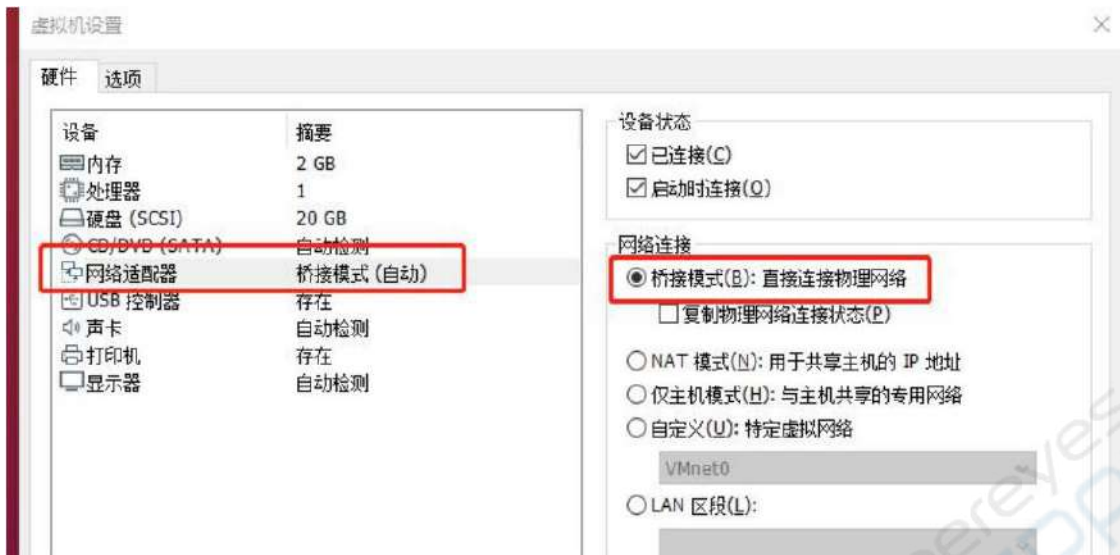 虚拟机设置
硬件 选项
设备 摘要
内存 2 GB
处理器 1
硬盘 (SCSI) 20 GB
CD/DVD (SATA) 自动检测
网络适配器 桥接模式 (自动)
USB 控制器 存在
声卡 自动检测
打印机 存在
显示器 自动检测
设备状态
已连接(C)
启动时连接(O)
网络连接
桥接模式(B): 直接连接物理网络
复制物理网络连接状态(P)
NAT 模式(N): 用于共享主机的 IP 地址
仅主机模式(H): 与主机共享的专用网络
自定义(U): 特定虚拟网络
VMnet0
LAN 区段(L):